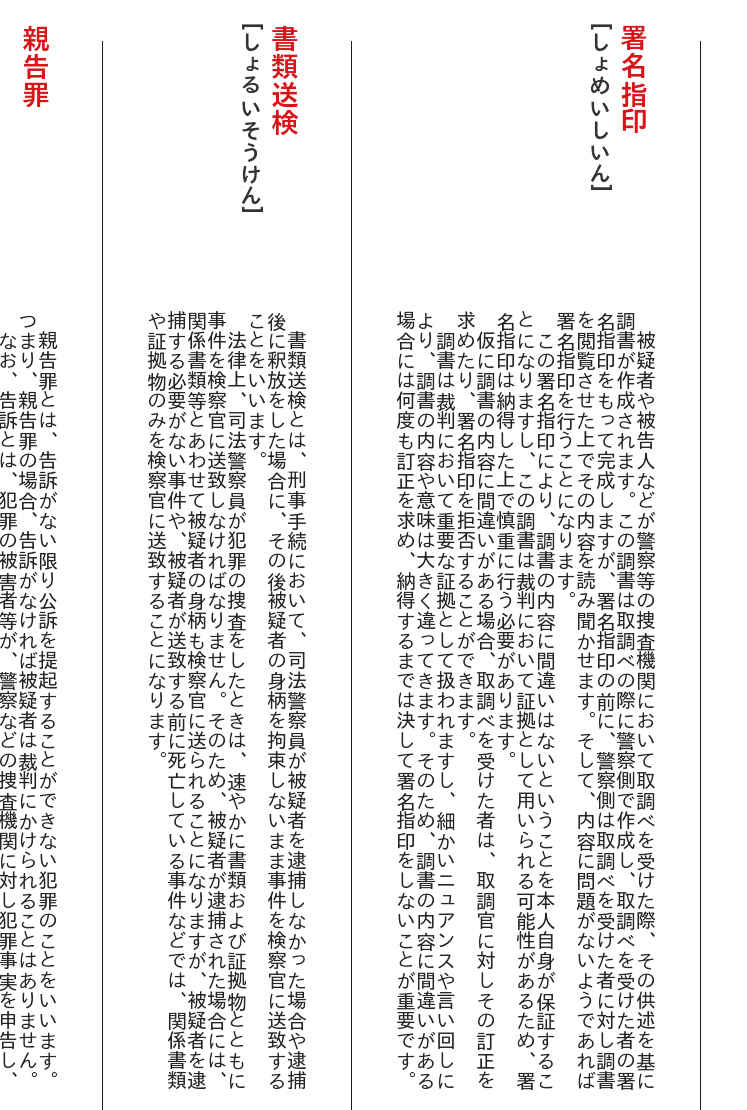 署名指印
[しょめいしいん]
被疑者や被告人などが警察等の捜査機関において取調べを受けた際、その供述を基に
調書が作成されます。この調書は取調べの際に警察側で作成し、取調べを受けた者の署
名指印をもって完成しますが、署名指印の前に、警察側は取調べを受けた者に対し調書
を閲覧させた上でその内容を読み聞かせます。そして、内容に問題がないようであれば
署名指印を行うことになります。
この署名指印により、調書の内容に間違いはないということを本人自身が保証するこ
とになりますし、この調書は裁判において証拠として用いられる可能性があるため、署
名指印は納得した上で慎重に行う必要があります。
仮に調書の内容に間違いがある場合、取調べを受けた者は、取調官に対しその訂正を
求めたり、署名指印を拒否することができます。
調書は裁判において重要な証拠として扱われますし、細かいニュアンスや言い回しに
より、調書の内容や意味は大きく違ってきます。そのため、調書の内容に間違いがある
場合には何度も訂正を求め、納得するまでは決して署名指印をしないことが重要です。
書類送検
[しょるいそうけん]
書類送検とは、刑事手続において、司法警察員が被疑者を逮捕しなかった場合や逮捕
後に釈放をした場合に、その後被疑者の身柄を拘束しないまま事件を検察官に送致する
ことをいいます。
法律上、司法警察員が犯罪の捜査をしたときは、速やかに書類および証拠物とともに
事件を検察官に送致しなければなりません。そのため、被疑者が逮捕された場合には、
関係書類等とあわせて被疑者の身柄も検察官に送られることになりますが、被疑者を逮
捕する必要がない事件や、被疑者が送致する前に死亡している事件などでは、関係書類
や証拠物のみを検察官に送致することになります。
親告罪
親告罪とは、告訴がない限り公訴を提起することができない犯罪のことをいいます。
つまり、親告罪の場合、告訴がなければ被疑者は裁判にかけられることはありません。
なお、告訴とは、犯罪の被害者等が、警察などの捜査機関に対し犯罪事実を申告し、